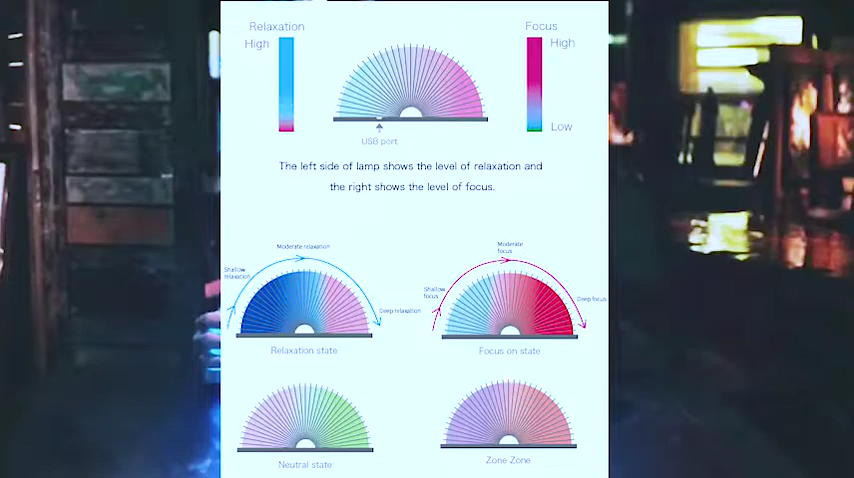 Relaxation
High
Focus
High
Low
USB port
The left side of lamp shows the level of relaxation and
the right shows the level of focus.
Moderate relaxation
Shallow
relaxation
Deep relaxation
Relaxation state
Moderate
focus
Shallow
focus
Deep focus
Focus on state
Neutral state
Zone Zone